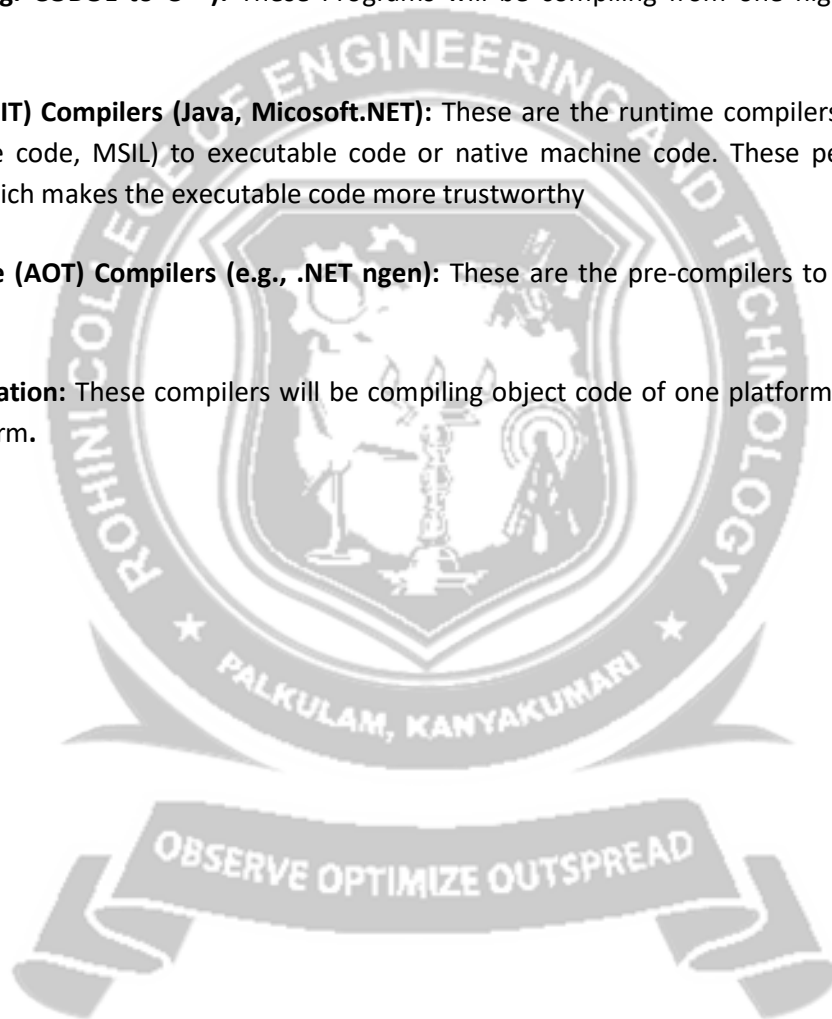 COBOL to C++): These Programs will be compiling from one hig
IT) Compilers (Java, Micosoft.NET): These are the runtime compilers
e code, MSIL) to executable code or native machine code. These pe
hich makes the executable code more trustworthy
e (AOT) Compilers (e.g., .NET ngen): These are the pre-compilers to
ation: These compilers will be compiling object code of one platform
rm.
ROHINI COLLEGE OF ENGINEERING AND TECHNOLOGY
PALKULAM, KANYAKUMARI
OBSERVE OPTIMIZE OUTSPREAD